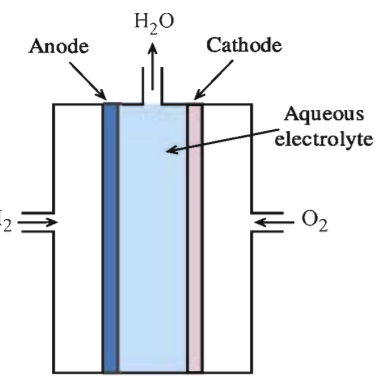 H₂O
Anode
Cathode
Aqueous
electrolyte
O₂